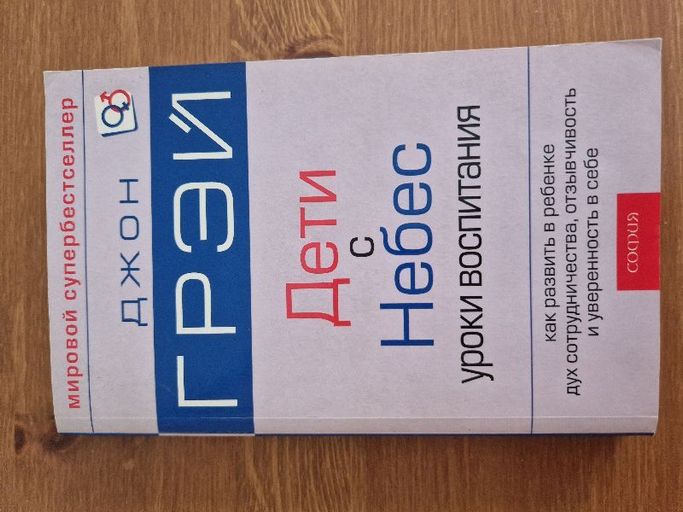 мировой супербестселлер
ДЖОН
ГРЭЙ
Дети
с
Небес
уроки воспитания
как развить в ребенке
дух сотрудничества, отзывчивость
и уверенность в себе
софия